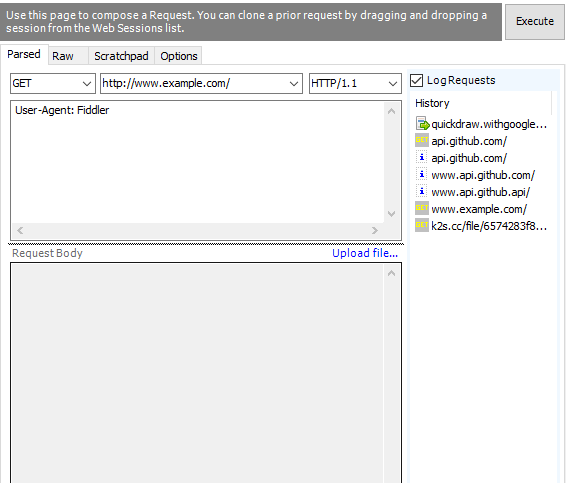 Use this page to compose a Request. You can clone a prior request by dragging and dropping a
session from the Web Sessions list.
Execute
Parsed Raw Scratchpad Options
GET http://www.example.com/ HTTP/1.1
Log Requests
User-Agent: Fiddler
History
quickdraw.withgoogle...
api.github.com/
api.github.com/
www.api.github.com/
www.api.github.api/
www.example.com/
k2s.cc/file/6574283f8...
Request Body Upload file...